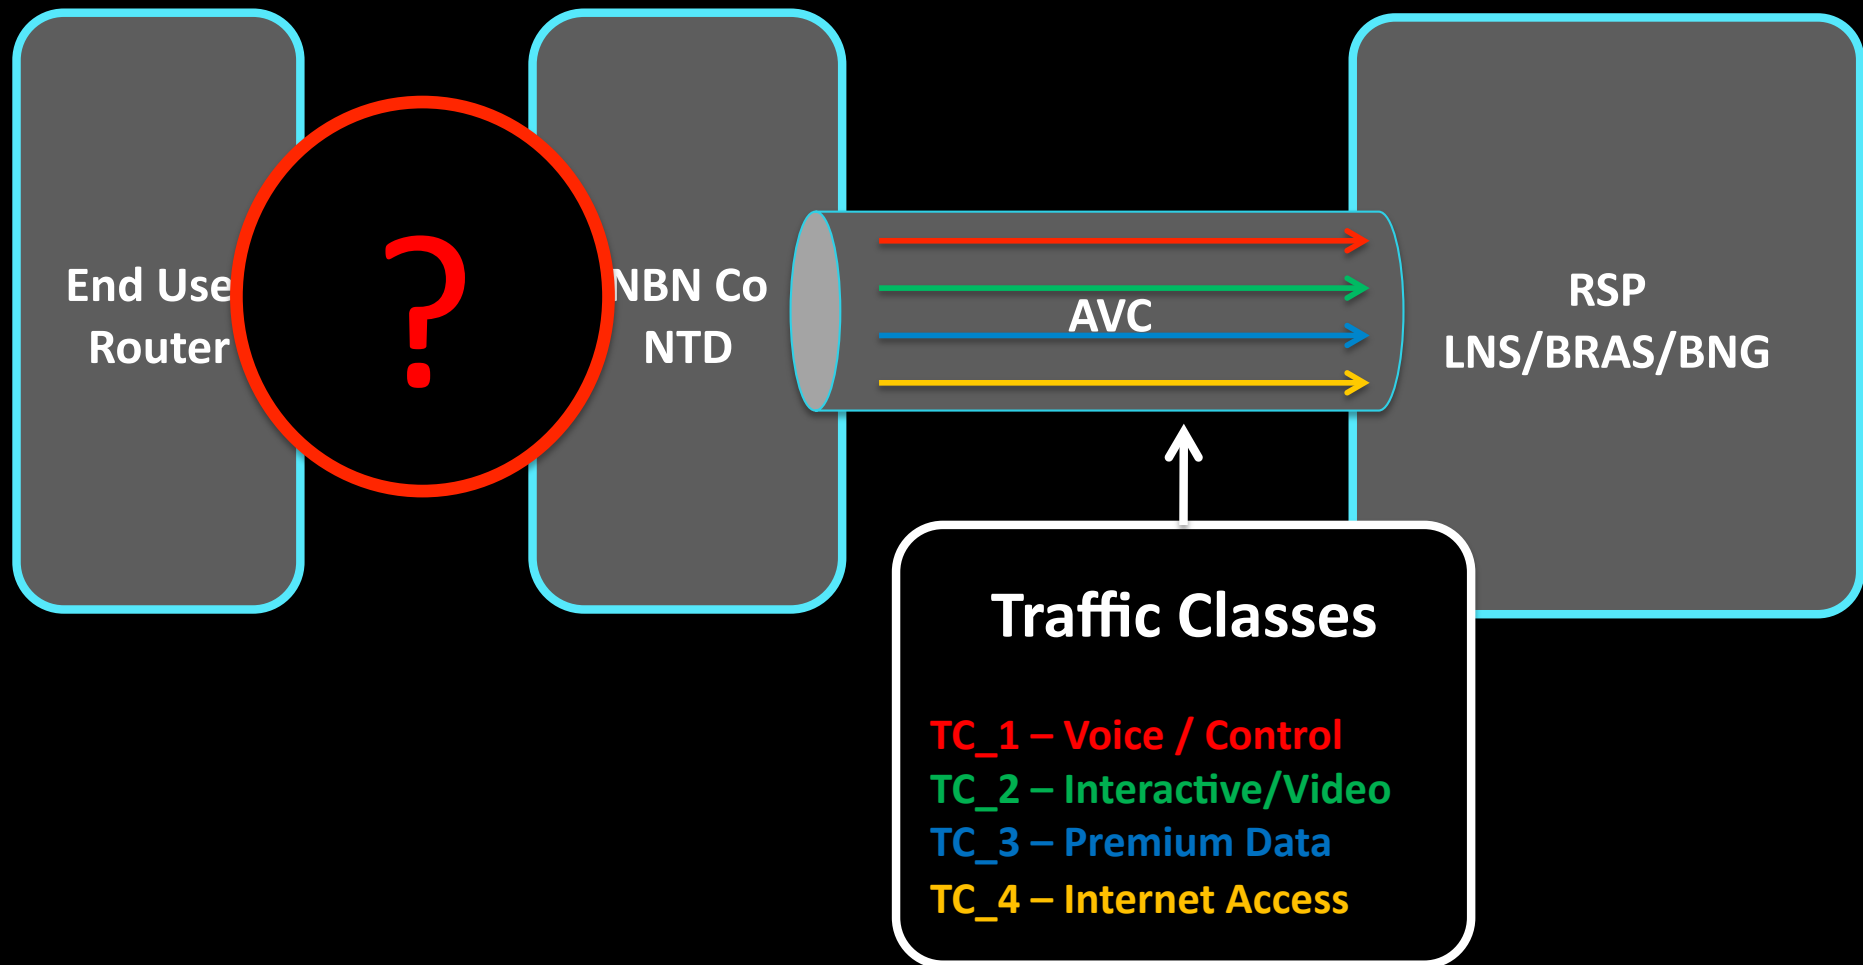 End Use
Router
?
NBN Co
NTD
AVC
RSP
LNS/BRAS/BNG
Traffic Classes
TC_1 – Voice / Control
TC_2 – Interactive/Video
TC_3 – Premium Data
TC_4 – Internet Access